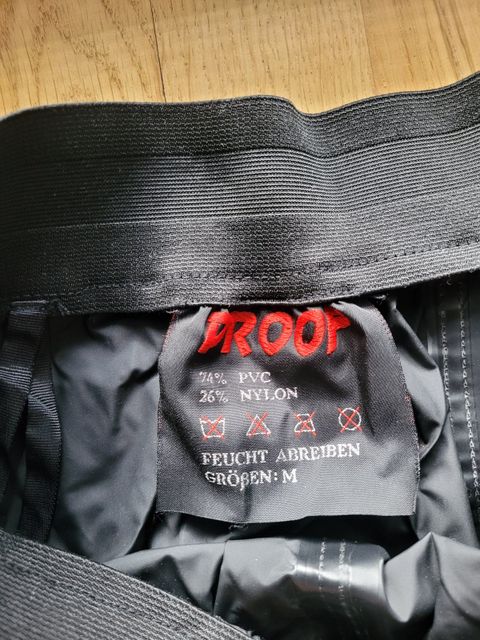 PROOF
74% PVC
26% NYLON
FEUCHT ABREIBEN
GRÖßEN: M